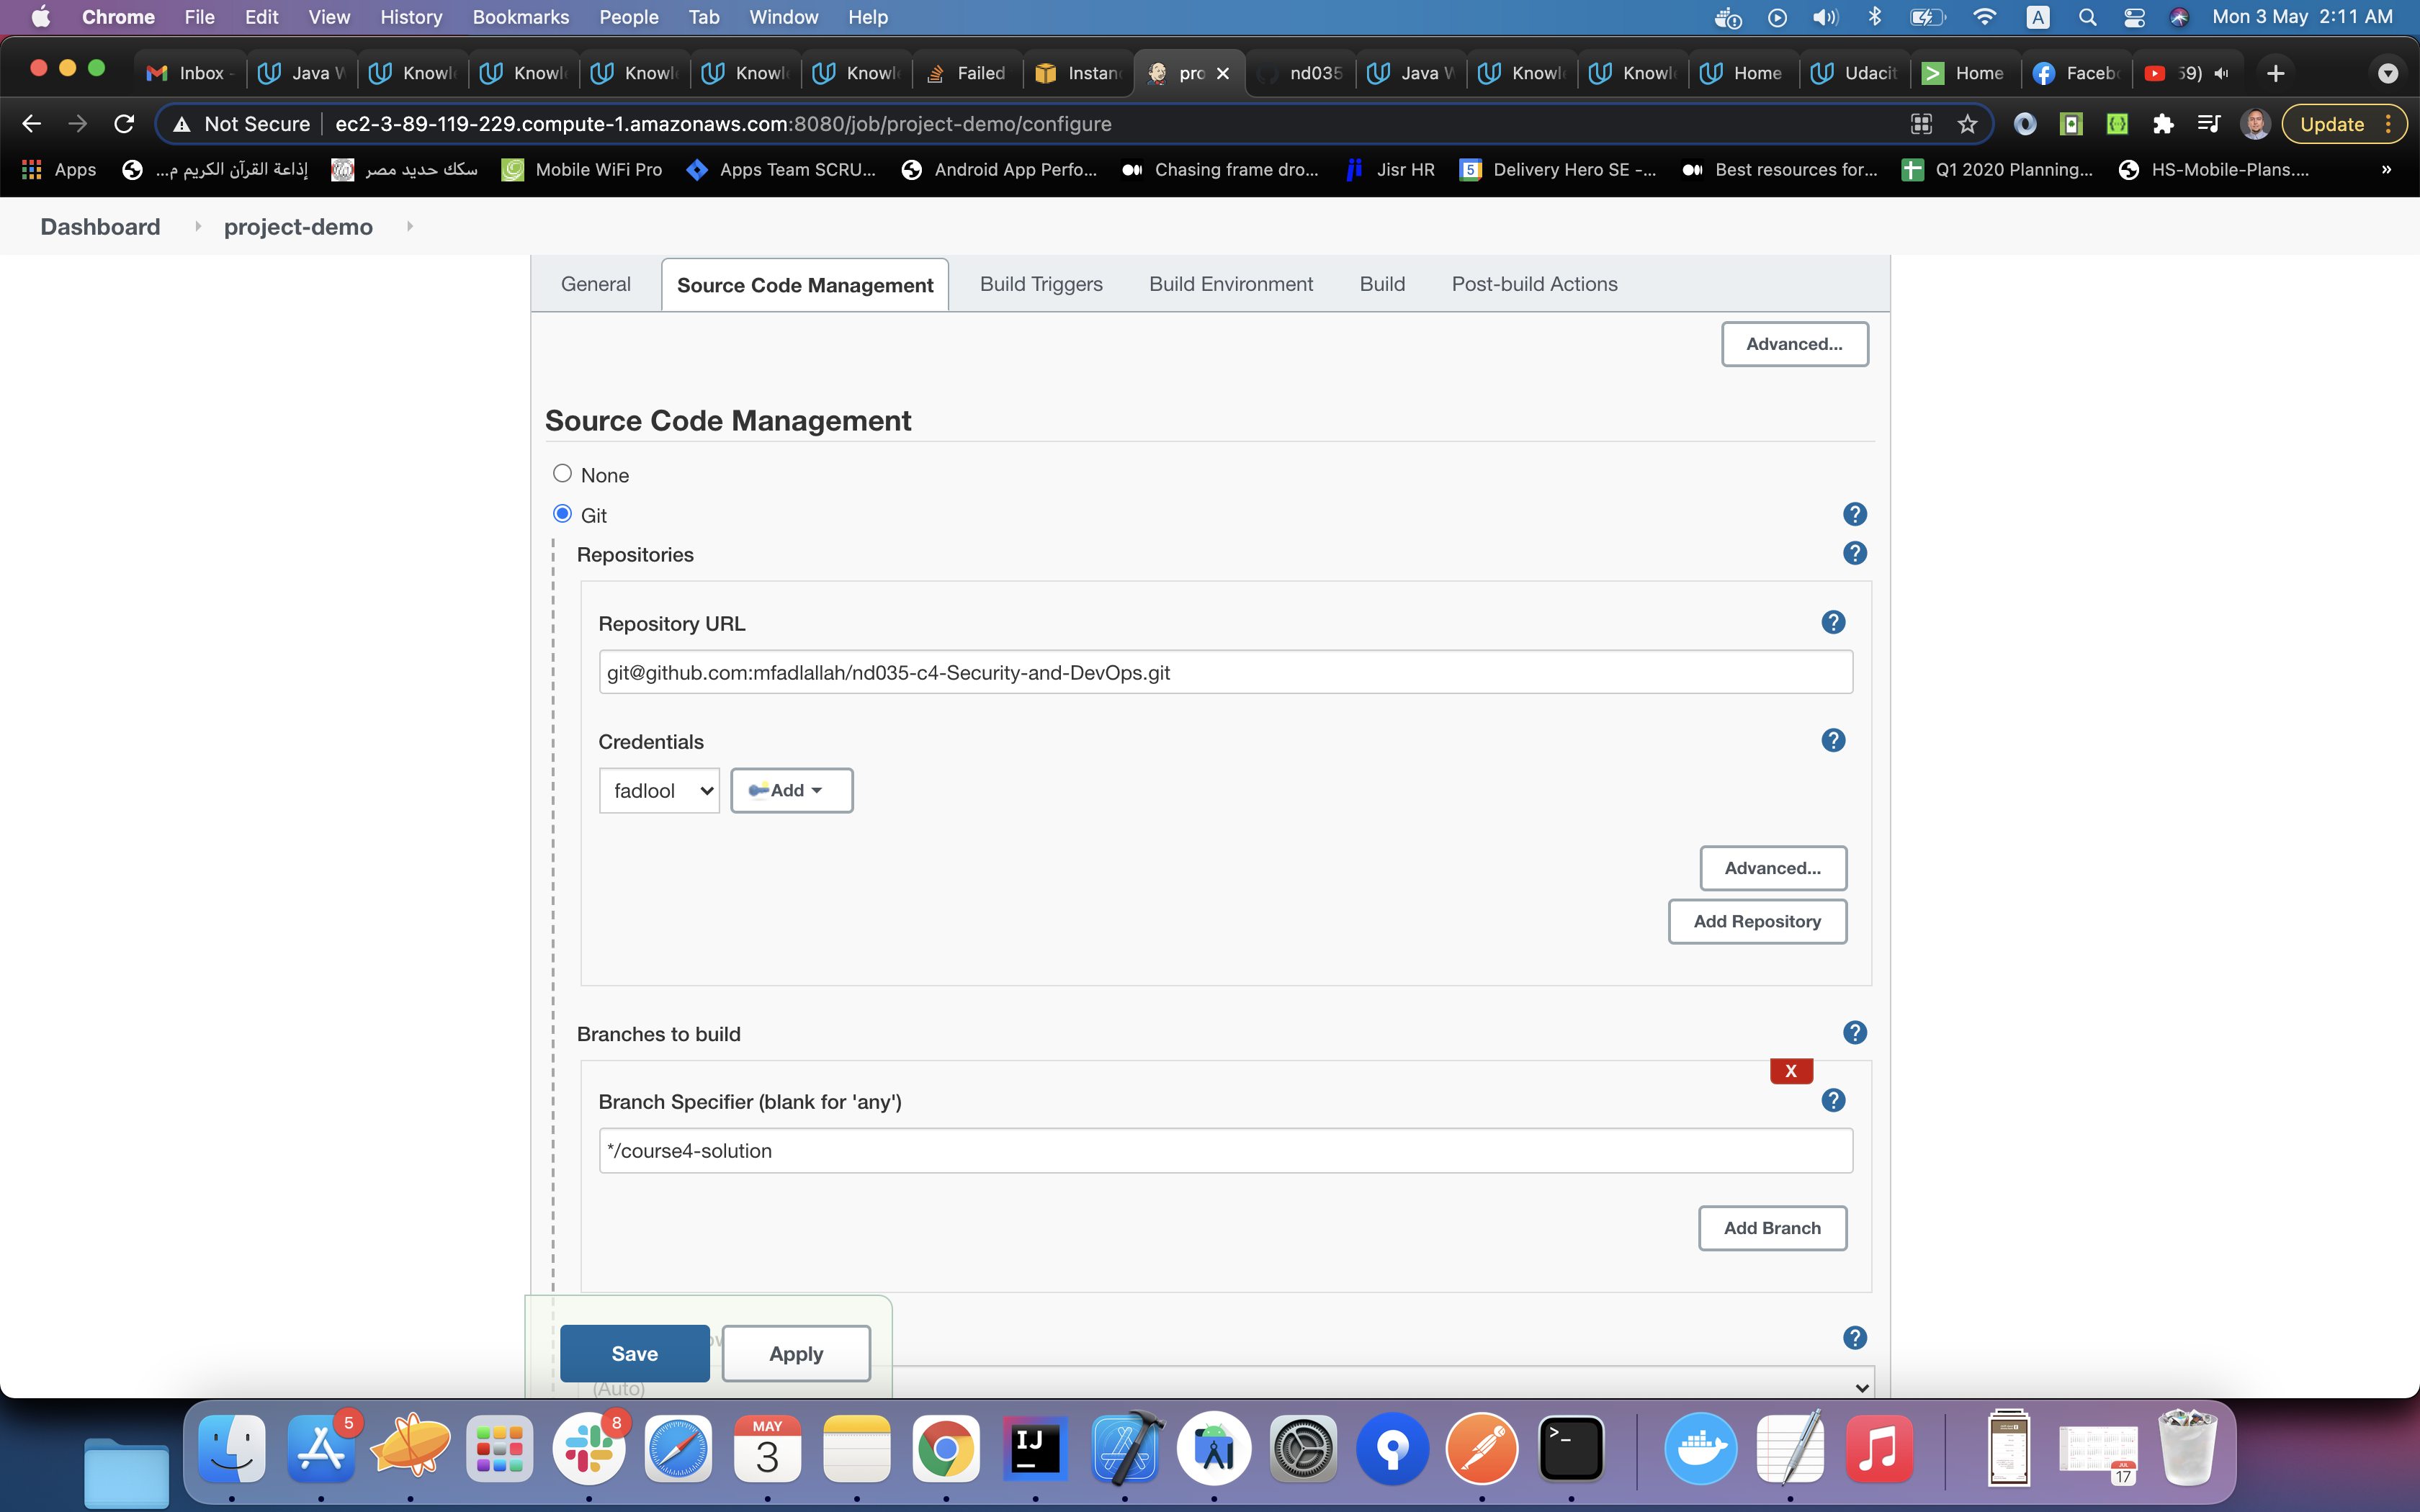 Chrome File Edit View History Bookmarks People Tab Window Help A Mon 3 May 2:11 AM
Inbox Java Knowl Knowl Knowl Knowl Knowl Failed Instan pro nd035 Java Knowl Knowl Home Udacit Home Faceb 59)
Not Secure ec2-3-89-119-229.compute-1.amazonaws.com:8080/job/project-demo/configure Update
Apps إذاعة القرآن الكريم م... سكك حديد مصر Mobile WiFi Pro Apps Team SCRU... Android App Perfo... Chasing frame dro... Jisr HR 5 Delivery Hero SE -... Best resources for... Q1 2020 Planning... HS-Mobile-Plans.... »
Dashboard project-demo
General Source Code Management Build Triggers Build Environment Build Post-build Actions
Advanced...
Source Code Management
None
Git ?
Repositories ?
Repository URL ?
git@github.com:mfadlallah/nd035-c4-Security-and-DevOps.git
Credentials ?
fadlool Add
Advanced...
Add Repository
Branches to build ?
X
Branch Specifier (blank for 'any') ?
*/course4-solution
Add Branch
Save Apply ?
(Auto)
5 8 MAY 3 IJ >_ JUL 17